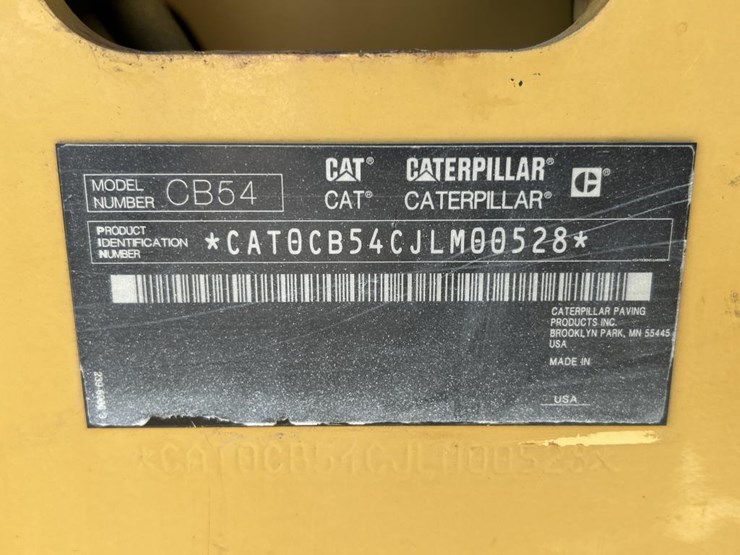 CAT® CATERPILLAR®
CAT® CATERPILLAR®
MODEL NUMBER CB54
PRODUCT IDENTIFICATION NUMBER *CAT0CB54CJLM00528*
CATERPILLAR PAVING
PRODUCTS INC.
BROOKLYN PARK, MN 55445
USA
MADE IN
USA
*CAT0CB54CJLM00528*